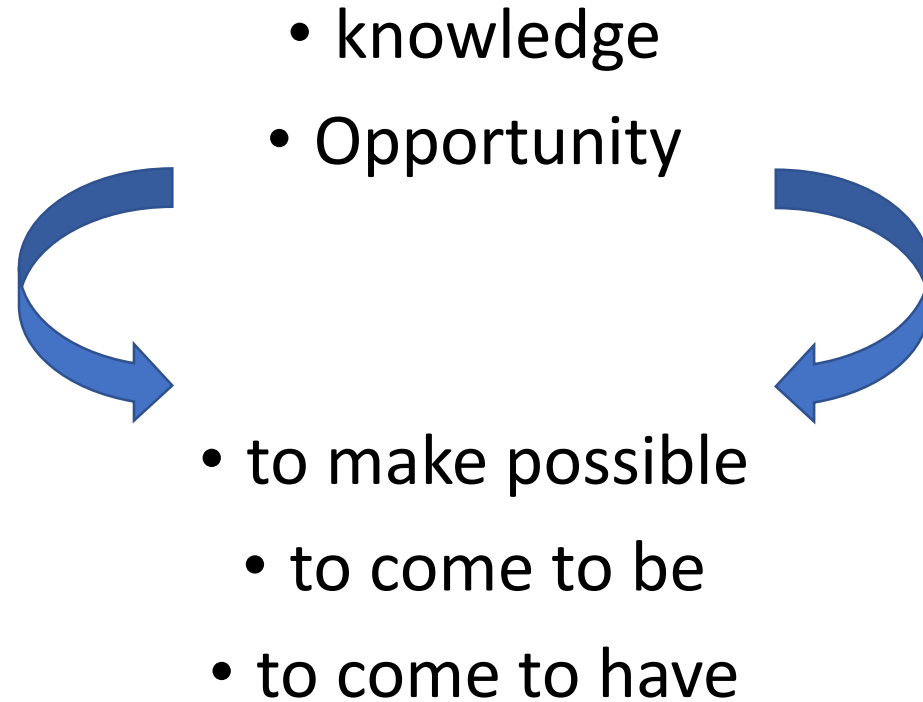 • knowledge
• Opportunity
• to make possible
• to come to be
• to come to have